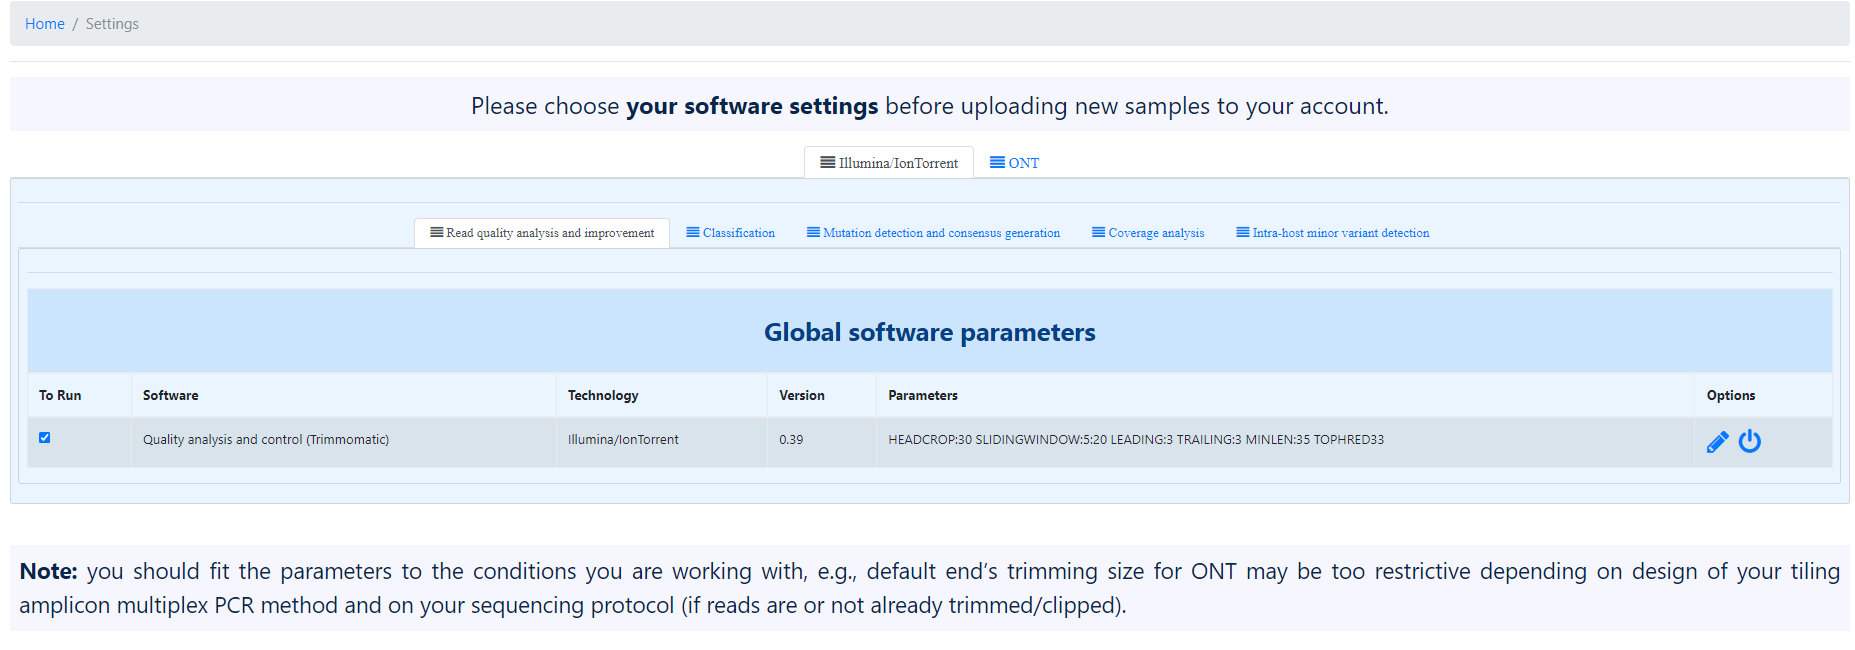 Home / Settings
Please choose your software settings before uploading new samples to your account.
Illumina/IonTorrent ONT
Read quality analysis and improvement Classification Mutation detection and consensus generation Coverage analysis Intra-host minor variant detection
Global software parameters
To Run Software Technology Version Parameters Options
Quality analysis and control (Trimmomatic) Illumina/IonTorrent 0.39 HEADCROP:30 SLIDINGWINDOW:5:20 LEADING:3 TRAILING:3 MINLEN:35 TOPHRED33
Note: you should fit the parameters to the conditions you are working with, e.g., default end’s trimming size for ONT may be too restrictive depending on design of your tiling
amplicon multiplex PCR method and on your sequencing protocol (if reads are or not already trimmed/clipped).